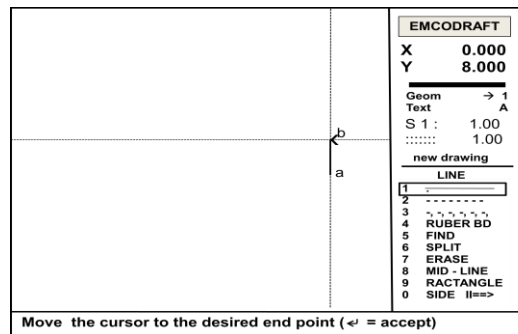 EMCODRAFT
X 0.000
Y 8.000
Geom → 1
Text A
S 1 : 1.00
::::::: 1.00
new drawing
LINE
1
2 - - - - - - - -
3 -, -, -, -, -, -,
4 RUBER BD
5 FIND
6 SPLIT
7 ERASE
8 MID - LINE
9 RACTANGLE
0 SIDE II==>
b
a
Move the cursor to the desired end point (↵ = accept)